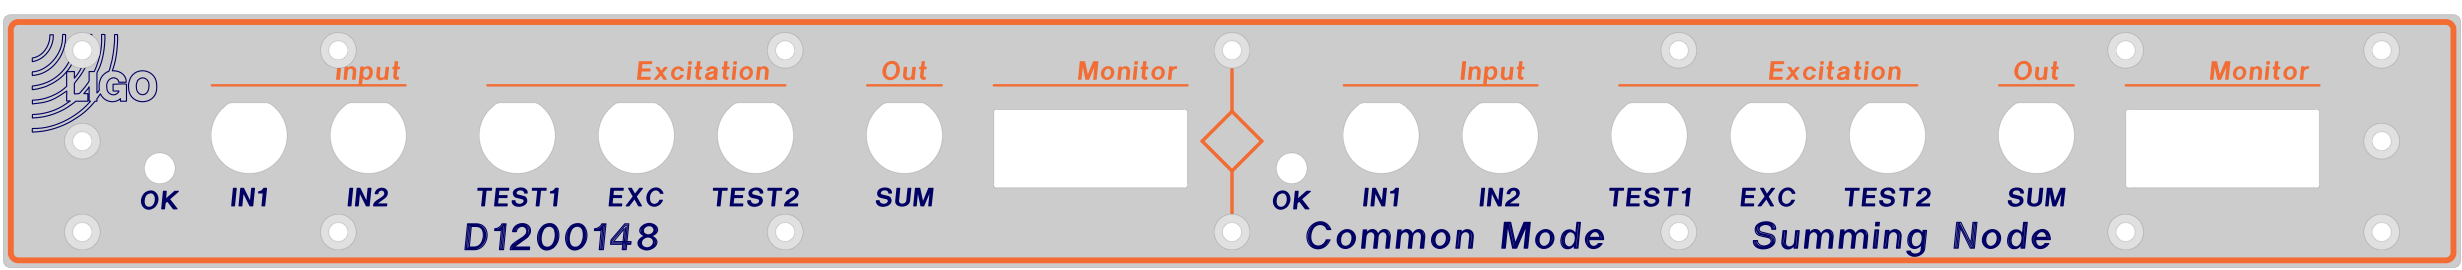 Input Excitation Out Monitor Input Excitation Out Monitor
LIGO
OK IN1 IN2 TEST1 EXC TEST2 SUM OK IN1 IN2 TEST1 EXC TEST2 SUM
D1200148 Common Mode Summing Node